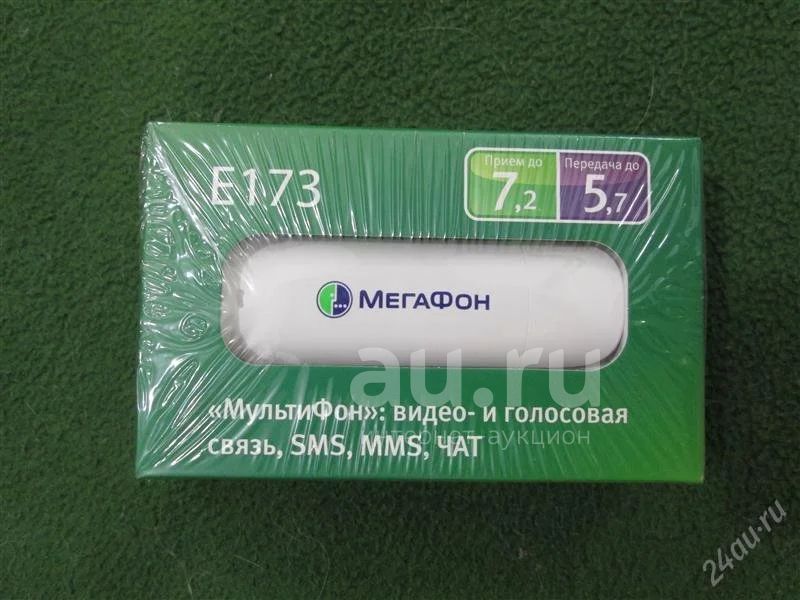 E173
Прием до
7,2
Передача до
5,7
МЕГАФОН
au.ru
интернет-аукцион
«МультиФон»: видео- и голосовая
связь, SMS, MMS, ЧАТ
24au.ru